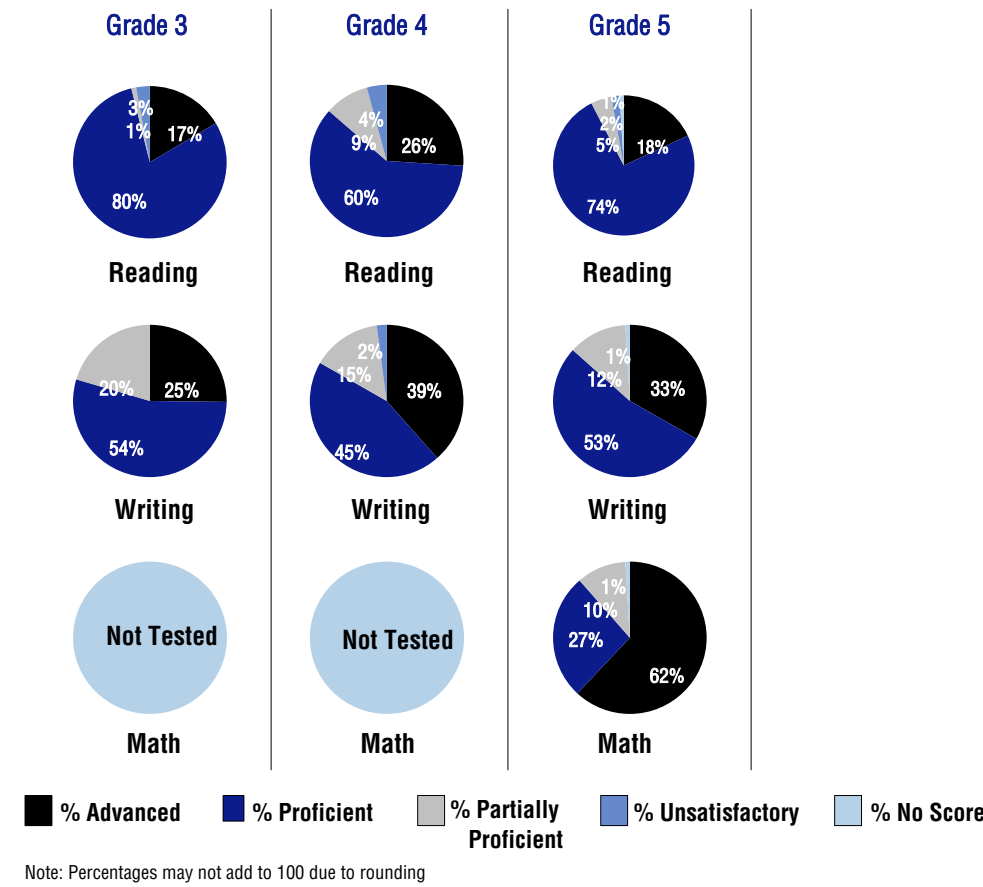 Grade 3
Grade 4
Grade 5
3%
1%
17%
80%
Reading
4%
9%
26%
60%
Reading
1%
2%
5%
18%
74%
Reading
20%
25%
54%
Writing
2%
15%
39%
45%
Writing
1%
12%
33%
53%
Writing
Not Tested
Math
Not Tested
Math
1%
10%
27%
62%
Math
% Advanced
% Proficient
% Partially
Proficient
% Unsatisfactory
% No Score
Note: Percentages may not add to 100 due to rounding